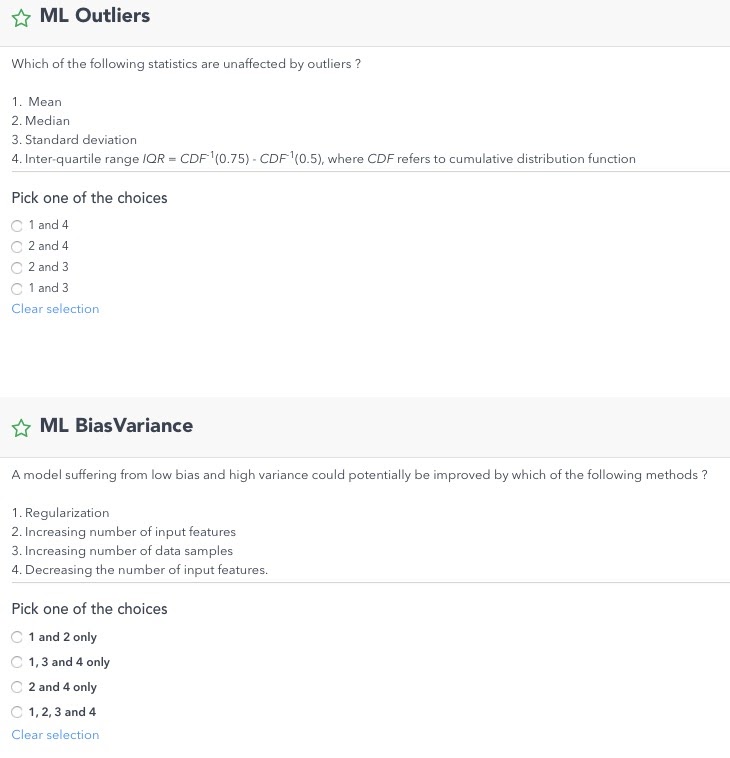 ML Outliers
Which of the following statistics are unaffected by outliers ?
1. Mean
2. Median
3. Standard deviation
4. Inter-quartile range IQR = CDF⁻¹(0.75) - CDF⁻¹(0.5), where CDF refers to cumulative distribution function
Pick one of the choices
1 and 4
2 and 4
2 and 3
1 and 3
Clear selection
ML BiasVariance
A model suffering from low bias and high variance could potentially be improved by which of the following methods ?
1. Regularization
2. Increasing number of input features
3. Increasing number of data samples
4. Decreasing the number of input features.
Pick one of the choices
1 and 2 only
1, 3 and 4 only
2 and 4 only
1, 2, 3 and 4
Clear selection